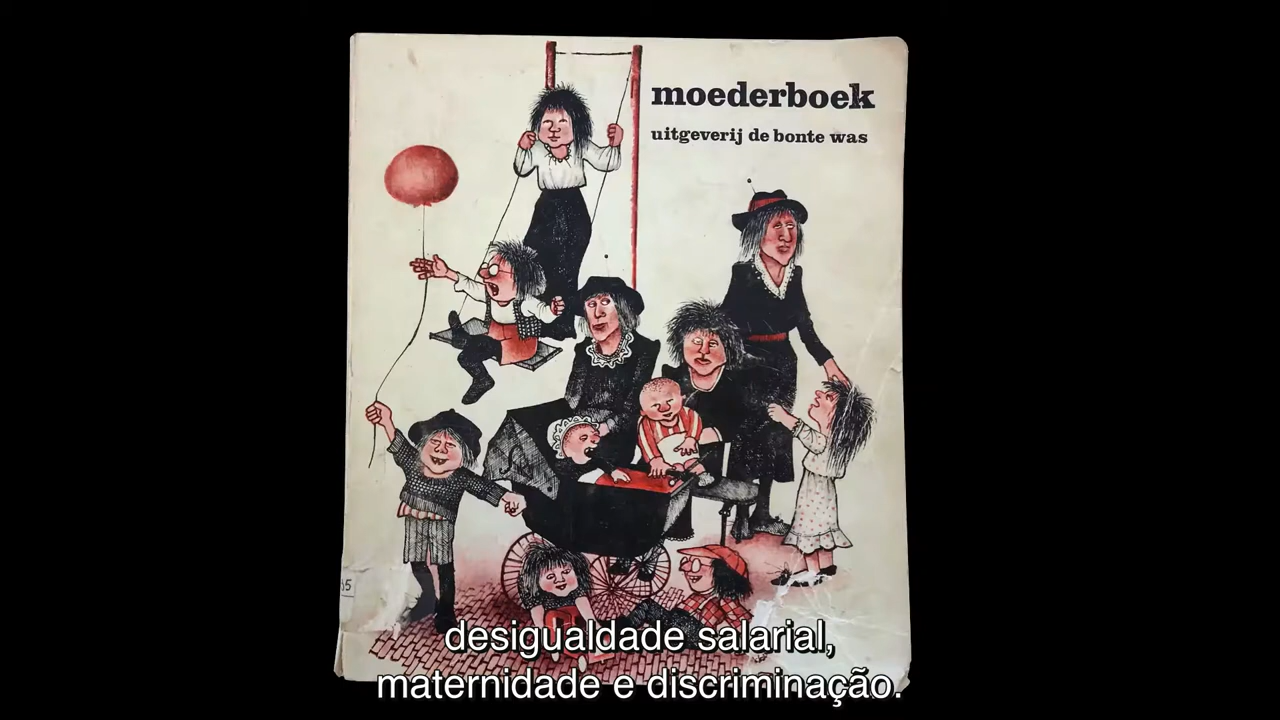 moederboek
uitgeverij de bonte was
desigualdade salarial,
maternidade e discriminação.